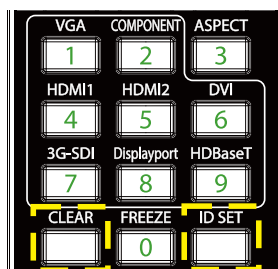 VGA COMPONENT ASPECT
1 2 3
HDMI1 HDMI2 DVI
4 5 6
3G-SDI Displayport HDBaseT
7 8 9
CLEAR FREEZE ID SET
0